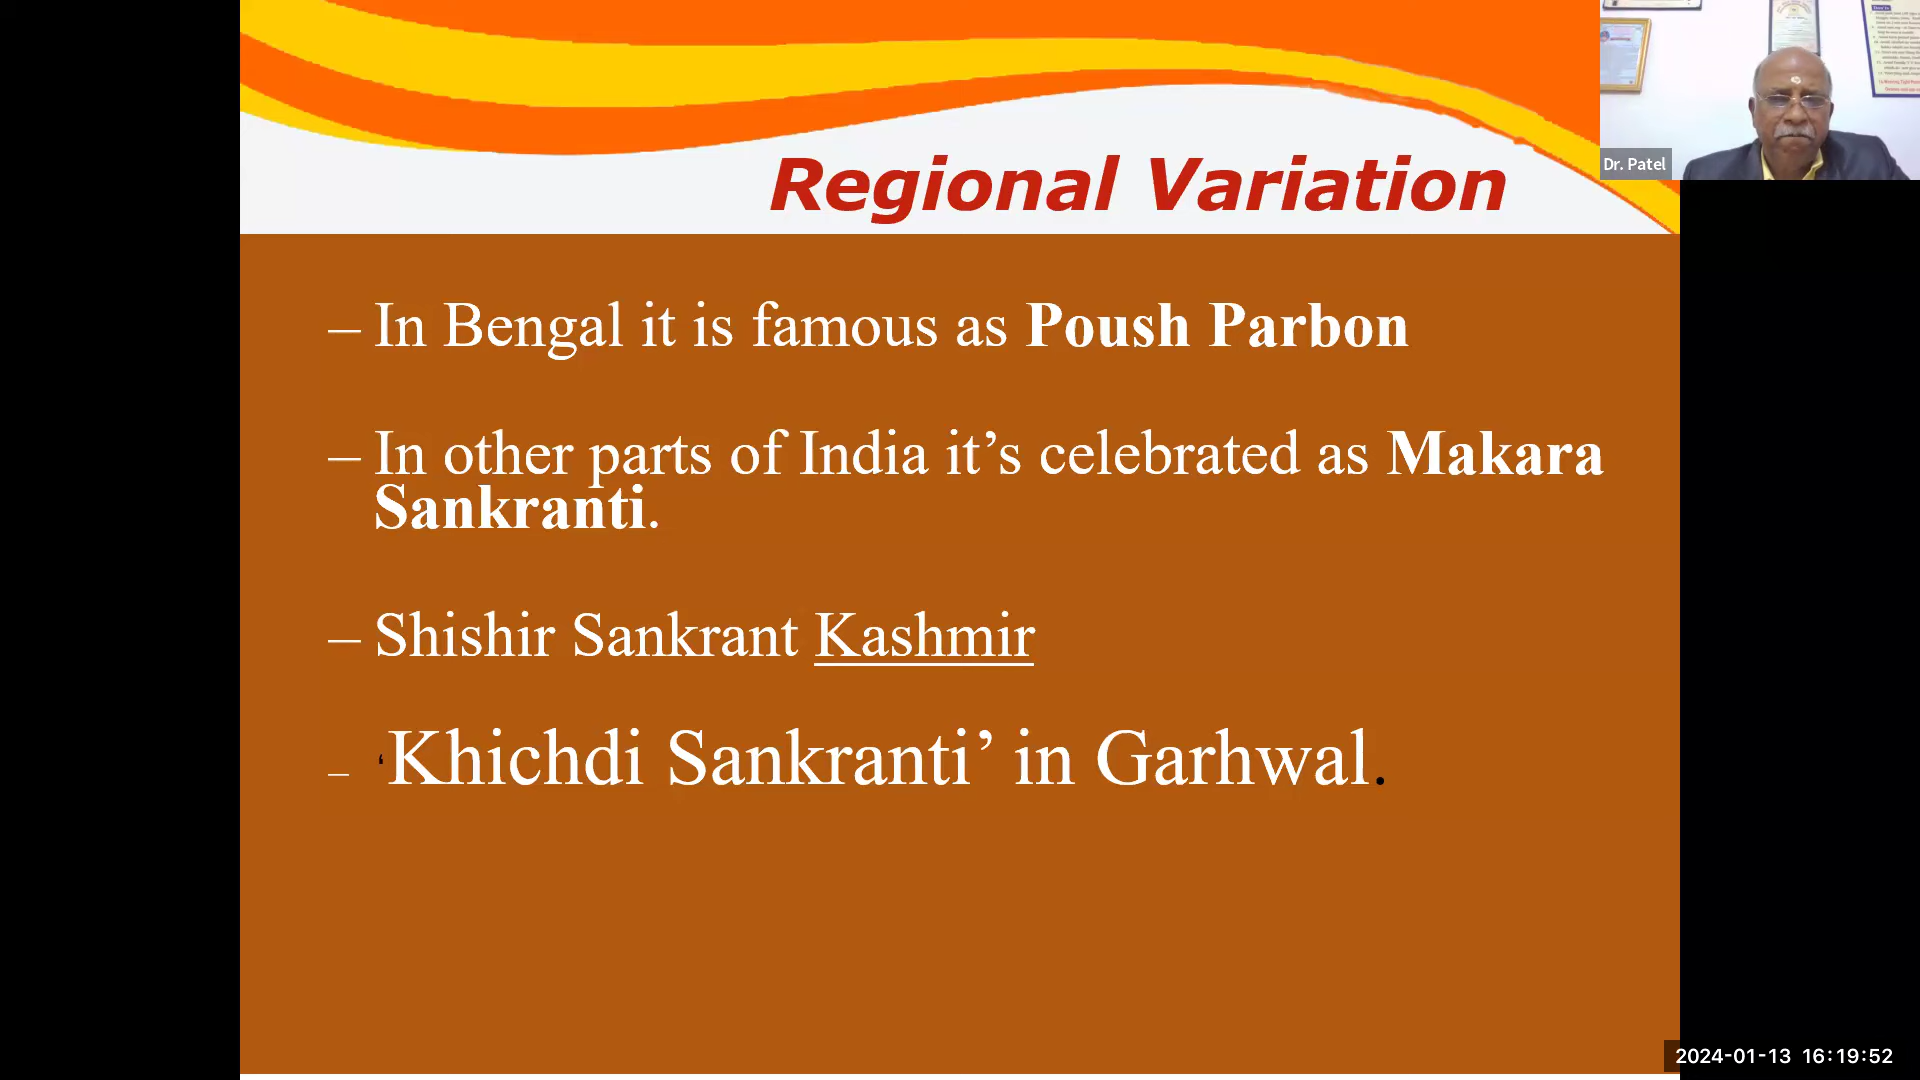 Regional Variation
Dr. Patel
– In Bengal it is famous as Poush Parbon
– In other parts of India it’s celebrated as Makara
Sankranti.
– Shishir Sankrant Kashmir
– ‘Khichdi Sankranti’ in Garhwal.
2024-01-13 16:19:52